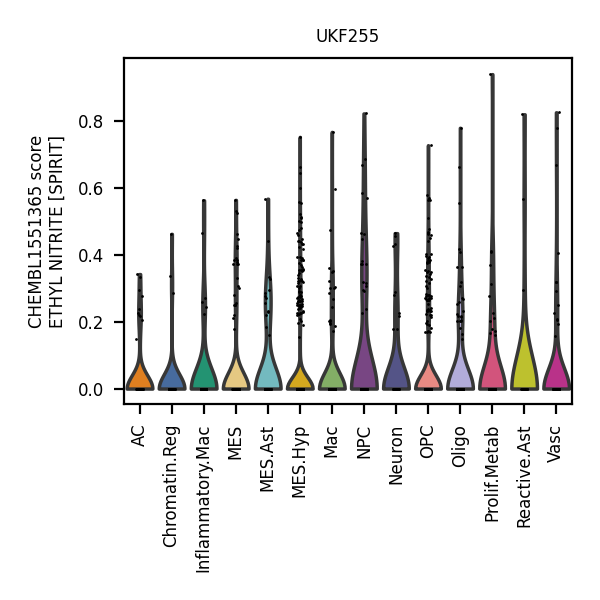 UKF255
CHEMBL1551365 score
ETHYL NITRITE [SPIRIT]
0.8
0.6
0.4
0.2
0.0
AC
Chromatin.Reg
Inflammatory.Mac
MES
MES.Ast
MES.Hyp
Mac
NPC
Neuron
OPC
Oligo
Prolif.Metab
Reactive.Ast
Vasc